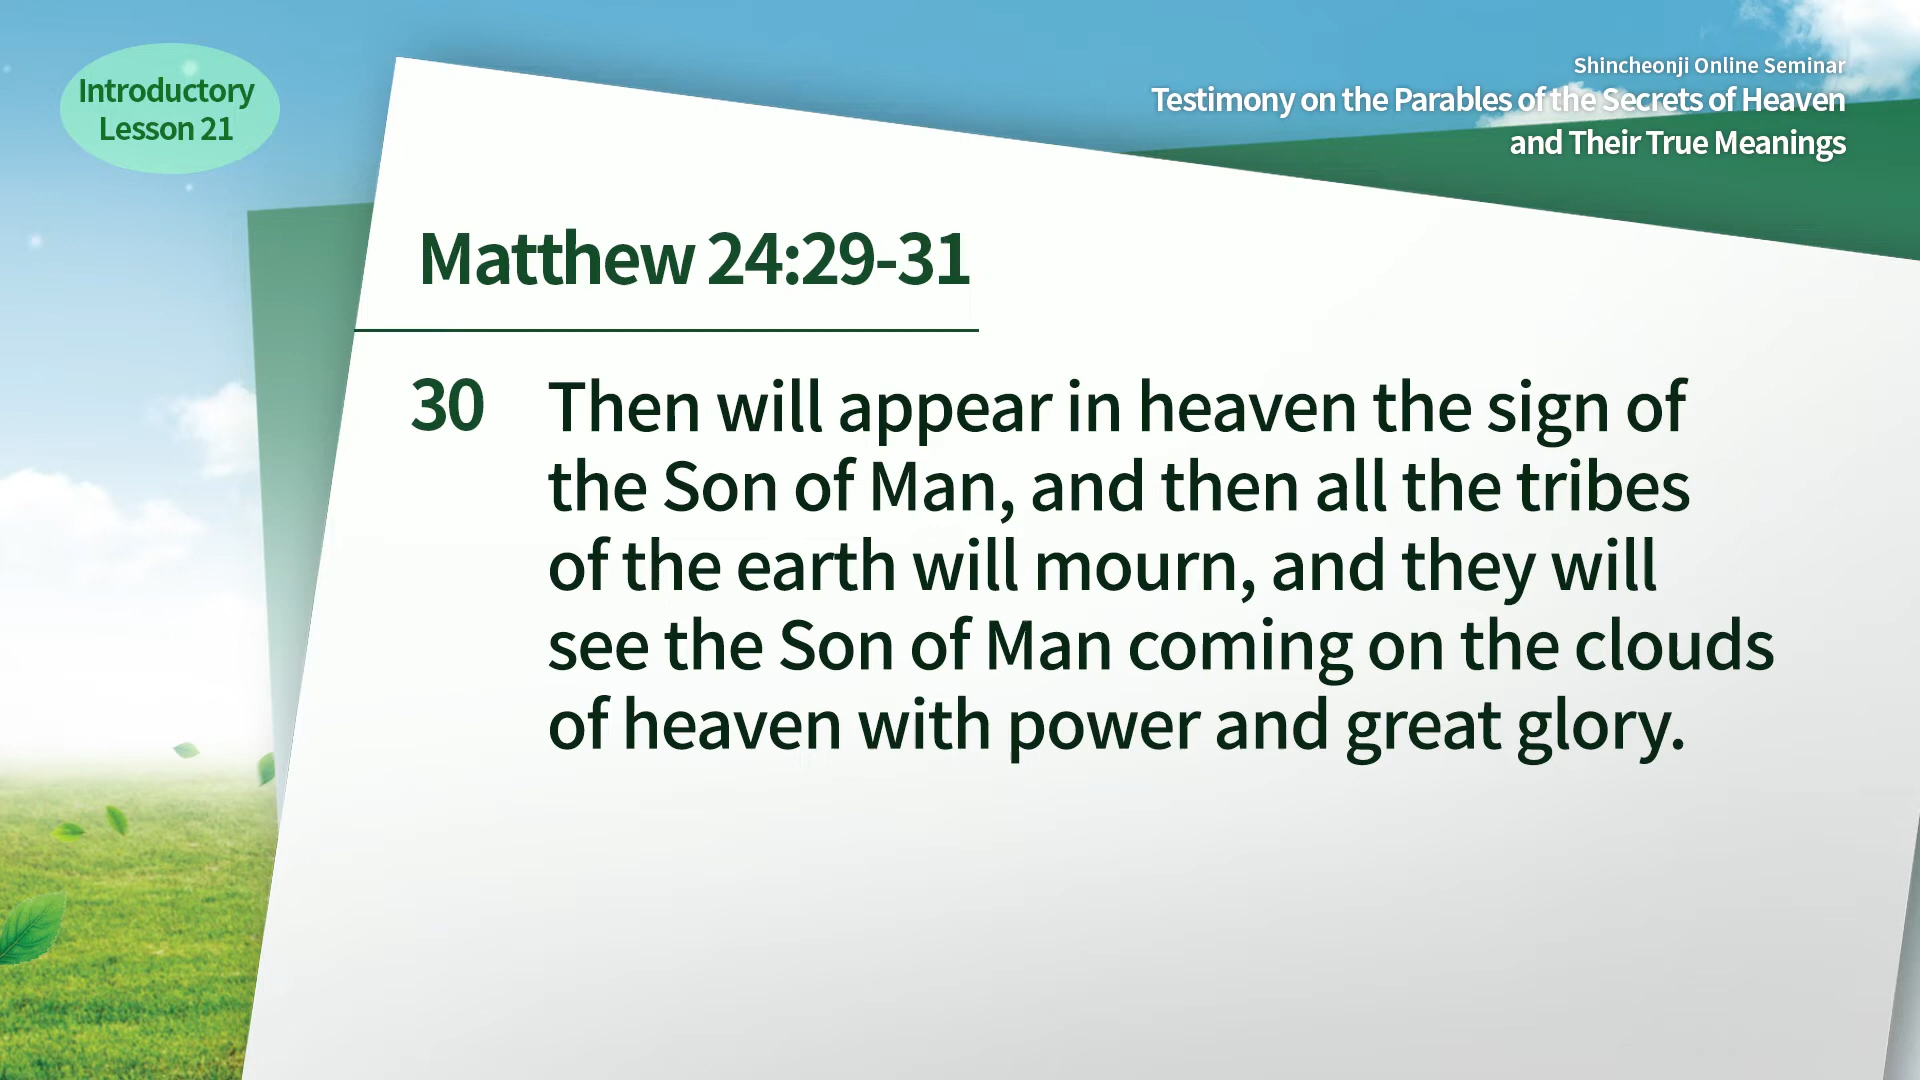 Introductory
Lesson 21
Shincheonji Online Seminar
Testimony on the Parables of the Secrets of Heaven
and Their True Meanings
Matthew 24:29-31
30 Then will appear in heaven the sign of
the Son of Man, and then all the tribes
of the earth will mourn, and they will
see the Son of Man coming on the clouds
of heaven with power and great glory.